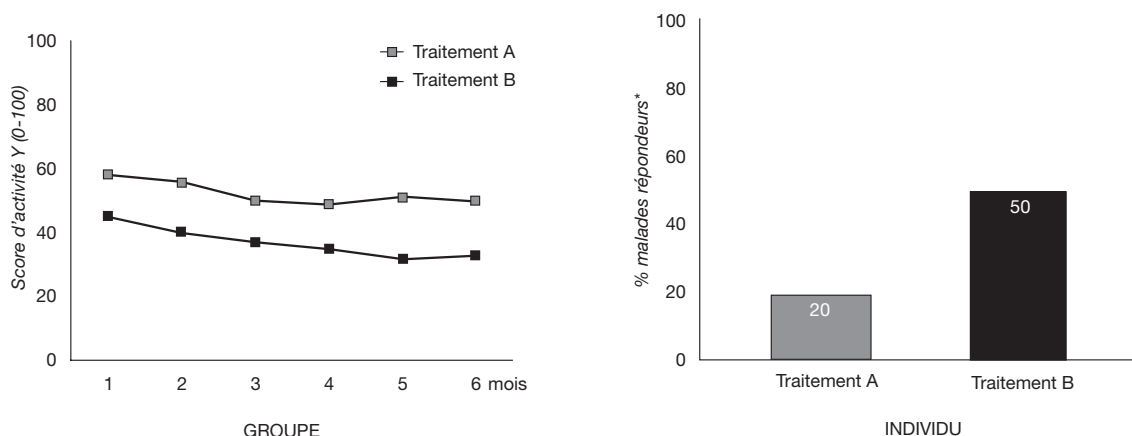 100
80
60
40
20
0
Score d’activité Y (0-100)
Traitement A
Traitement B
1 2 3 4 5 6 mois
GROUPE
100
80
60
40
20
0
% malades répondeurs*
20
50
Traitement A Traitement B
INDIVIDU